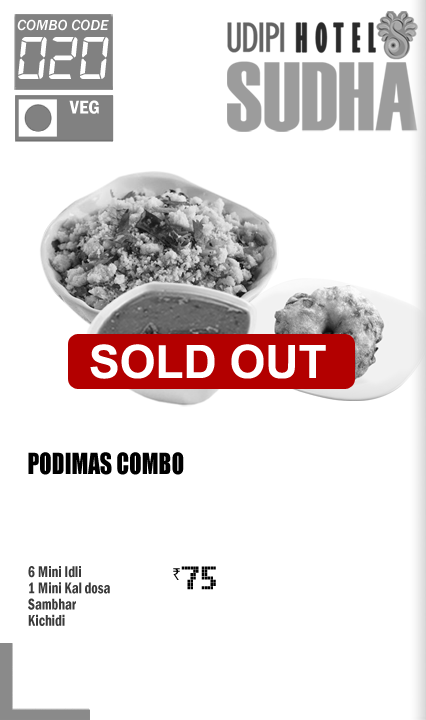 COMBO CODE
020
VEG
UDIPI HOTEL
SUDHA
SOLD OUT
PODIMAS COMBO
6 Mini Idli
1 Mini Kal dosa
Sambhar
Kichidi
₹75